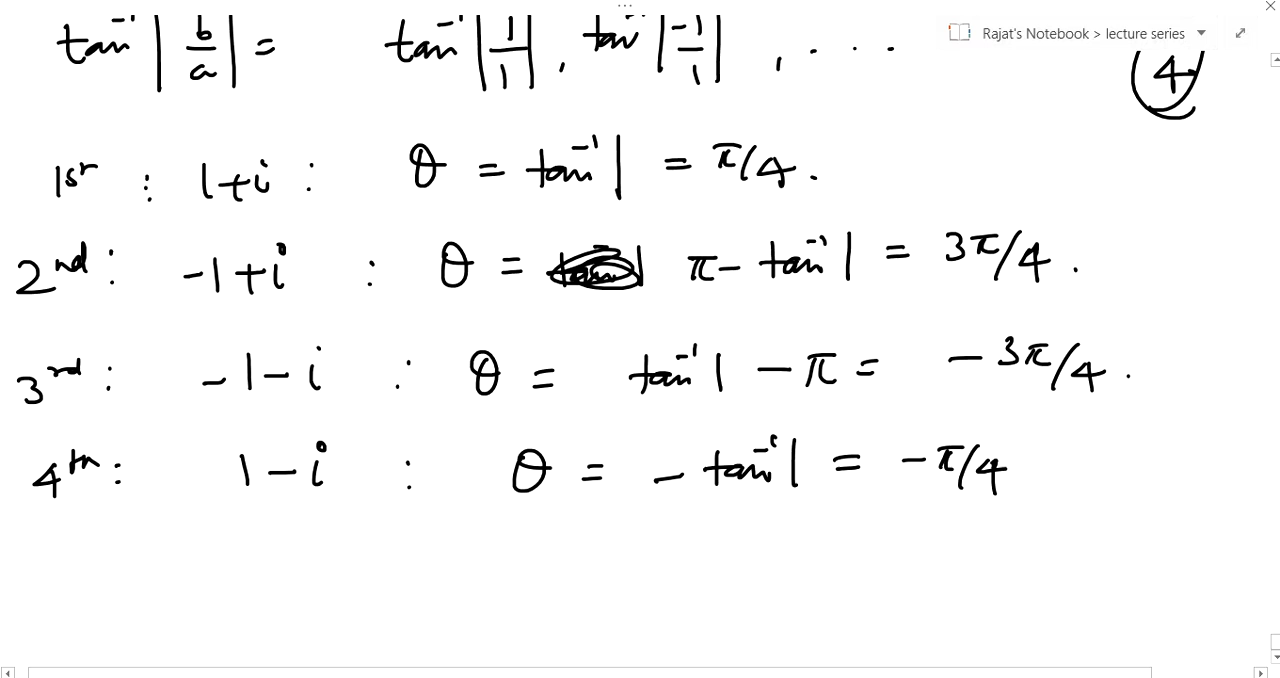 Rajat's Notebook > lecture series
tan⁻¹ |b/a| = tan⁻¹ |1/1| , tan⁻¹ |-1/1| , . . .
4
1st : 1+i : θ = tan⁻¹ 1 = π/4 .
2nd : -1+i : θ = π - tan⁻¹ 1 = 3π/4 .
3rd : -1-i : θ = tan⁻¹ 1 - π = -3π/4 .
4th : 1-i : θ = - tan⁻¹ 1 = -π/4